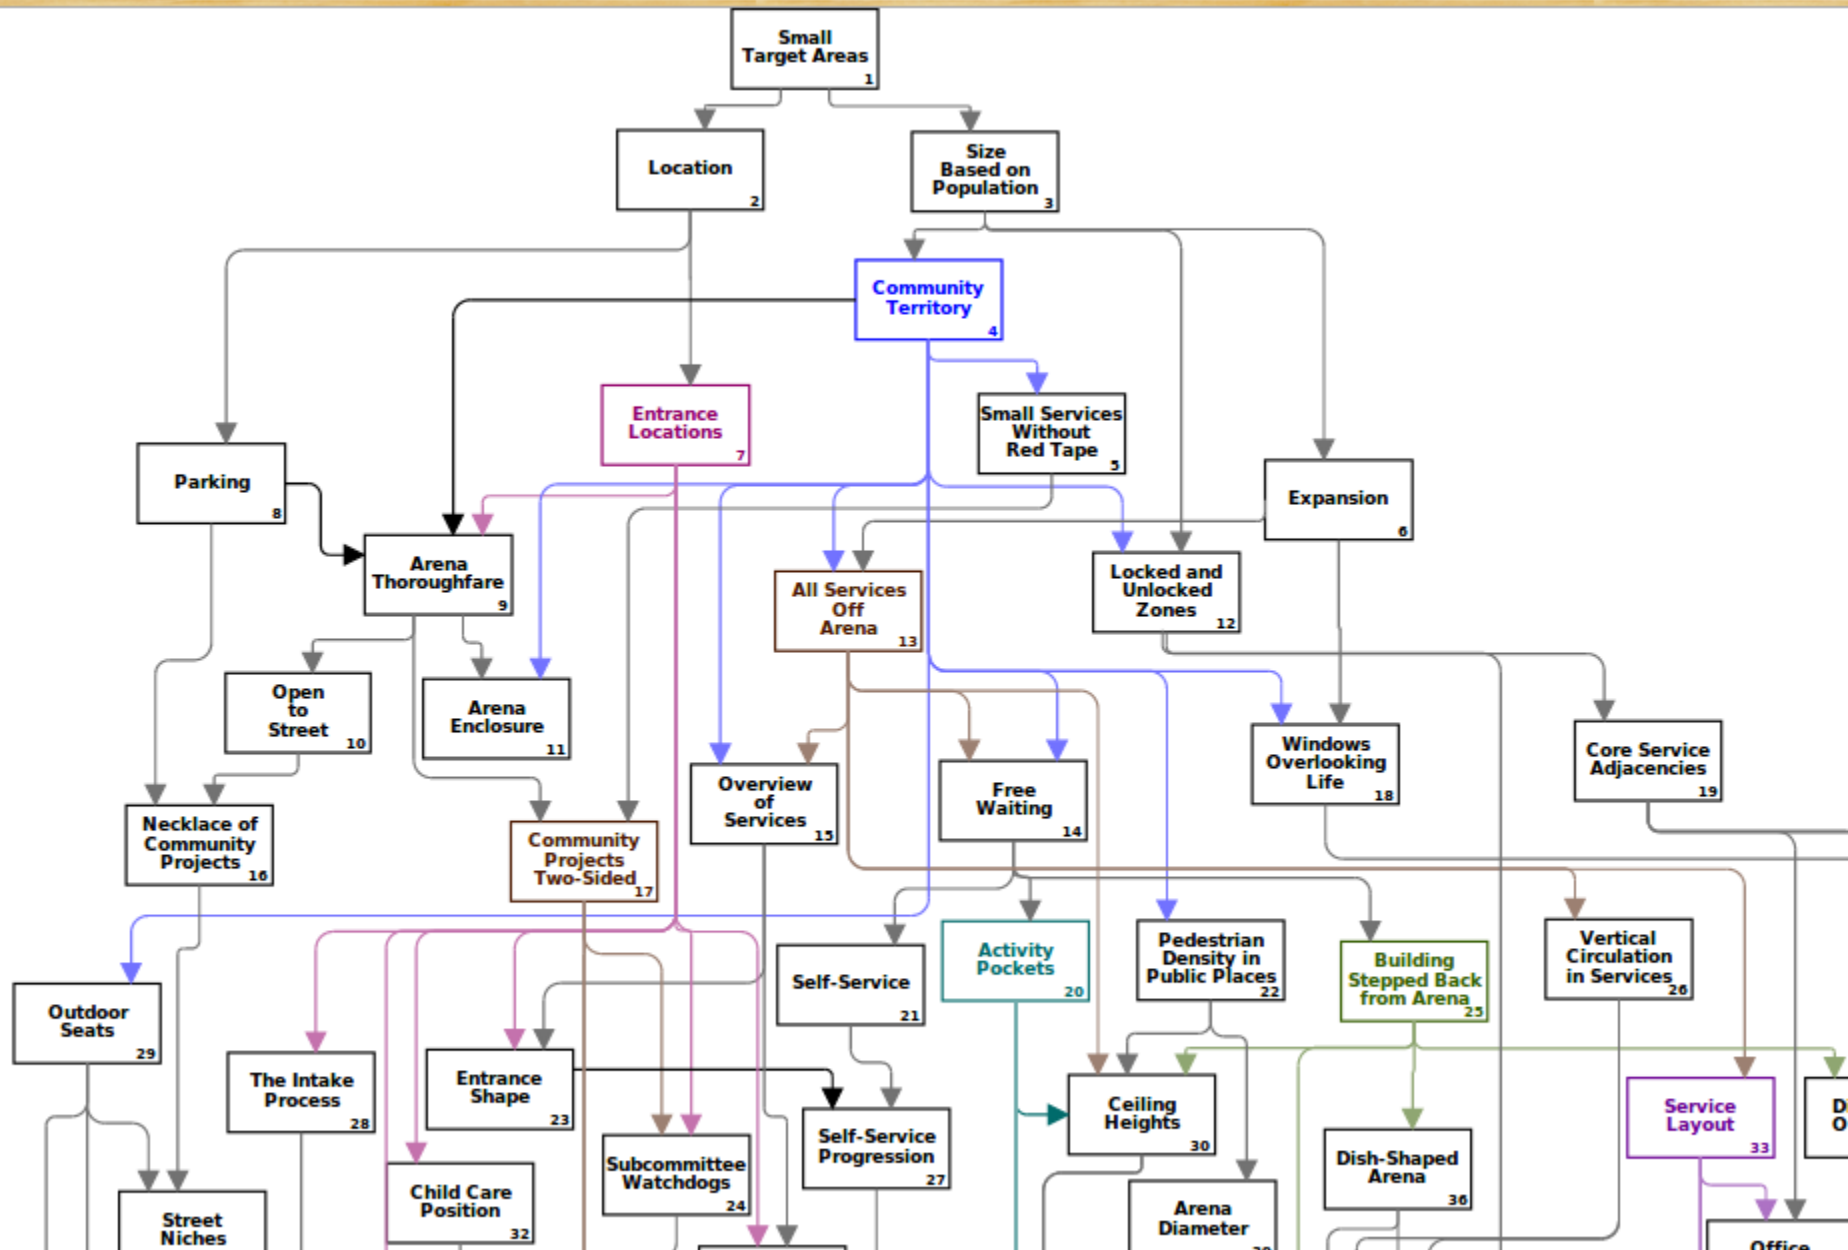 Small
Target Areas
1
Location
2
Size
Based on
Population
3
Community
Territory
4
Entrance
Locations
7
Small Services
Without
Red Tape
5
Parking
8
Expansion
6
Arena
Thoroughfare
9
All Services
Off
Arena
13
Locked and
Unlocked
Zones
12
Open
to
Street
10
Arena
Enclosure
11
Overview
of
Services
15
Free
Waiting
14
Windows
Overlooking
Life
18
Core Service
Adjacencies
19
Necklace of
Community
Projects
16
Community
Projects
Two-Sided
17
Outdoor
Seats
29
Self-Service
21
Activity
Pockets
20
Pedestrian
Density in
Public Places
22
Building
Stepped Back
from Arena
25
Vertical
Circulation
in Services
26
The Intake
Process
28
Entrance
Shape
23
Subcommittee
Watchdogs
24
Self-Service
Progression
27
Ceiling
Heights
30
Dish-Shaped
Arena
36
Service
Layout
33
Child Care
Position
32
Street
Niches
Arena
Diameter
Office